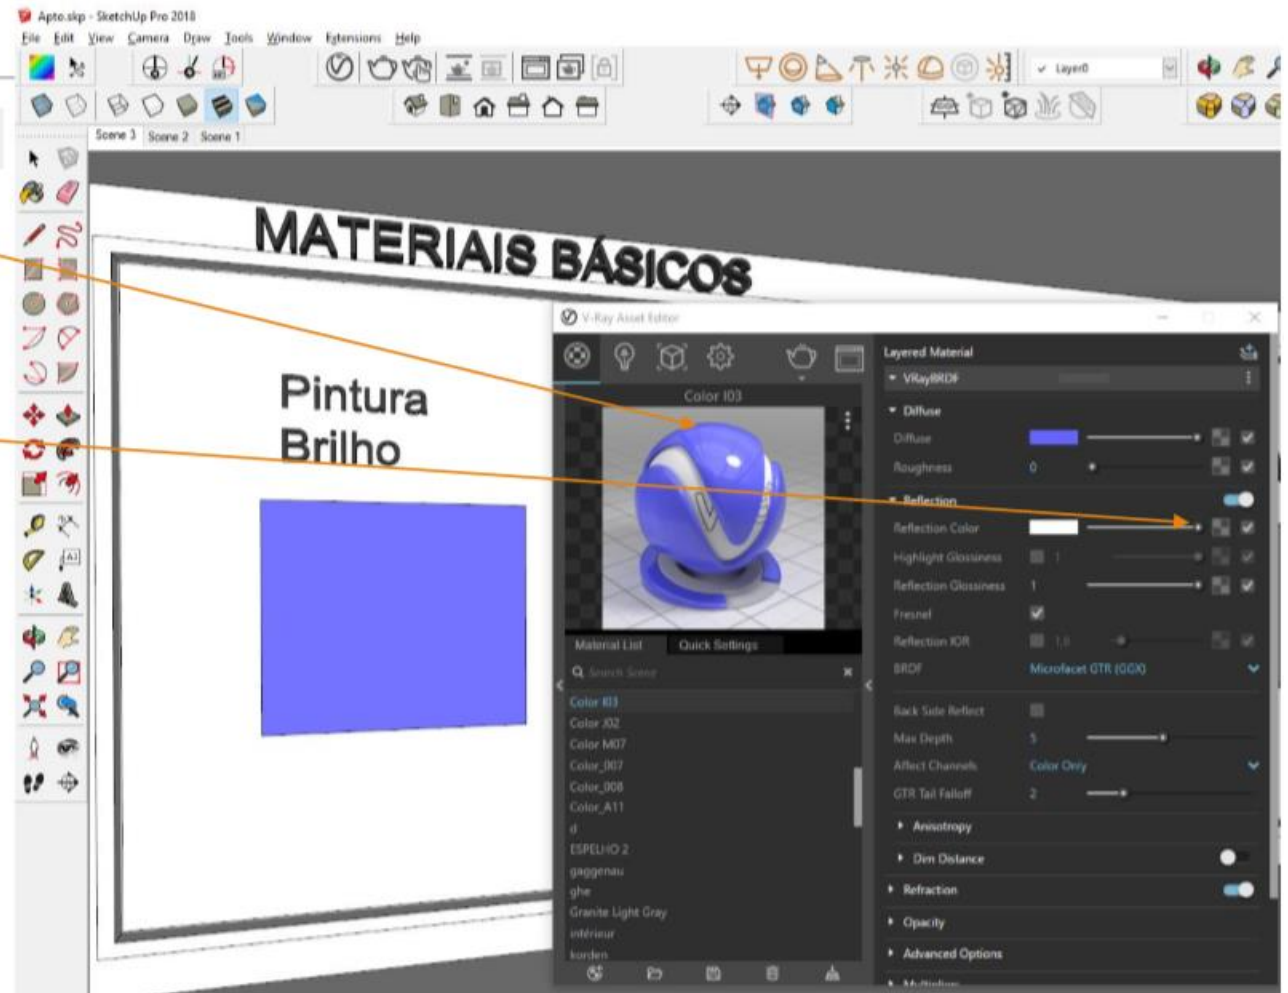 Apto.skp - SketchUp Pro 2018
File Edit View Camera Draw Tools Window Extensions Help
Layer0
Scene 3 Scene 2 Scene 1
MATERIAIS BÁSICOS
Pintura
Brilho
V-Ray Asset Editor
Color I03
Material List Quick Settings
Search Scene
Color I03
Color J02
Color M07
Color_007
Color_008
Color_A11
d
ESPELHO 2
gaggenau
ghe
Granite Light Gray
intérieur
korden
Layered Material
VRayBRDF
Diffuse
Diffuse
Roughness 0
Reflection
Reflection Color
Highlight Glossiness 1
Reflection Glossiness 1
Fresnel
Reflection IOR 1,6
BRDF Microfacet GTR (GGX)
Back Side Reflect
Max Depth 5
Affect Channels Color Only
GTR Tail Falloff 2
Anisotropy
Dim Distance
Refraction
Opacity
Advanced Options
Multipliers